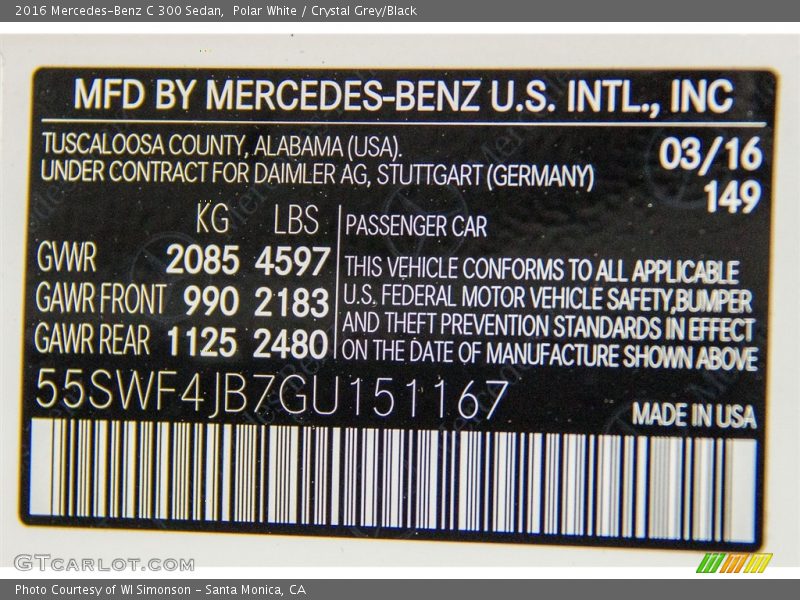 2016 Mercedes-Benz C 300 Sedan,  Polar White / Crystal Grey/Black
MFD BY MERCEDES-BENZ U.S. INTL., INC
TUSCALOOSA COUNTY, ALABAMA (USA). 03/16
UNDER CONTRACT FOR DAIMLER AG, STUTTGART (GERMANY) 149
KG LBS
GVWR 2085 4597
GAWR FRONT 990 2183
GAWR REAR 1125 2480
PASSENGER CAR
THIS VEHICLE CONFORMS TO ALL APPLICABLE
U.S. FEDERAL MOTOR VEHICLE SAFETY,BUMPER
AND THEFT PREVENTION STANDARDS IN EFFECT
ON THE DATE OF MANUFACTURE SHOWN ABOVE
55SWF4JB7GU151167
MADE IN USA
GTcarlot.com
Photo Courtesy of WI Simonson - Santa Monica, CA